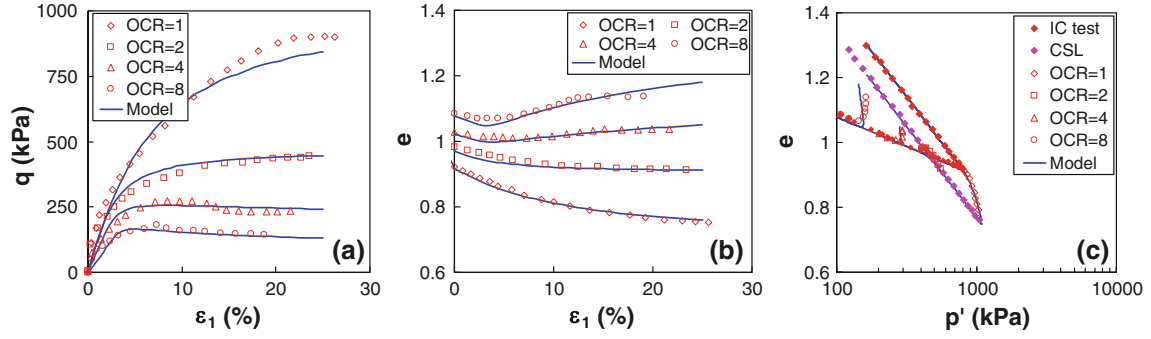 1000
750
500
250
0
q (kPa)
OCR=1
OCR=2
OCR=4
OCR=8
Model
(a)
0 10 20 30
ε1 (%)
1.4
1.2
1
0.8
0.6
e
OCR=1 OCR=2
OCR=4 OCR=8
Model
(b)
0 10 20 30
ε1 (%)
1.4
1.2
1
0.8
0.6
e
IC test
CSL
OCR=1
OCR=2
OCR=4
OCR=8
Model
(c)
100 1000 10000
p' (kPa)